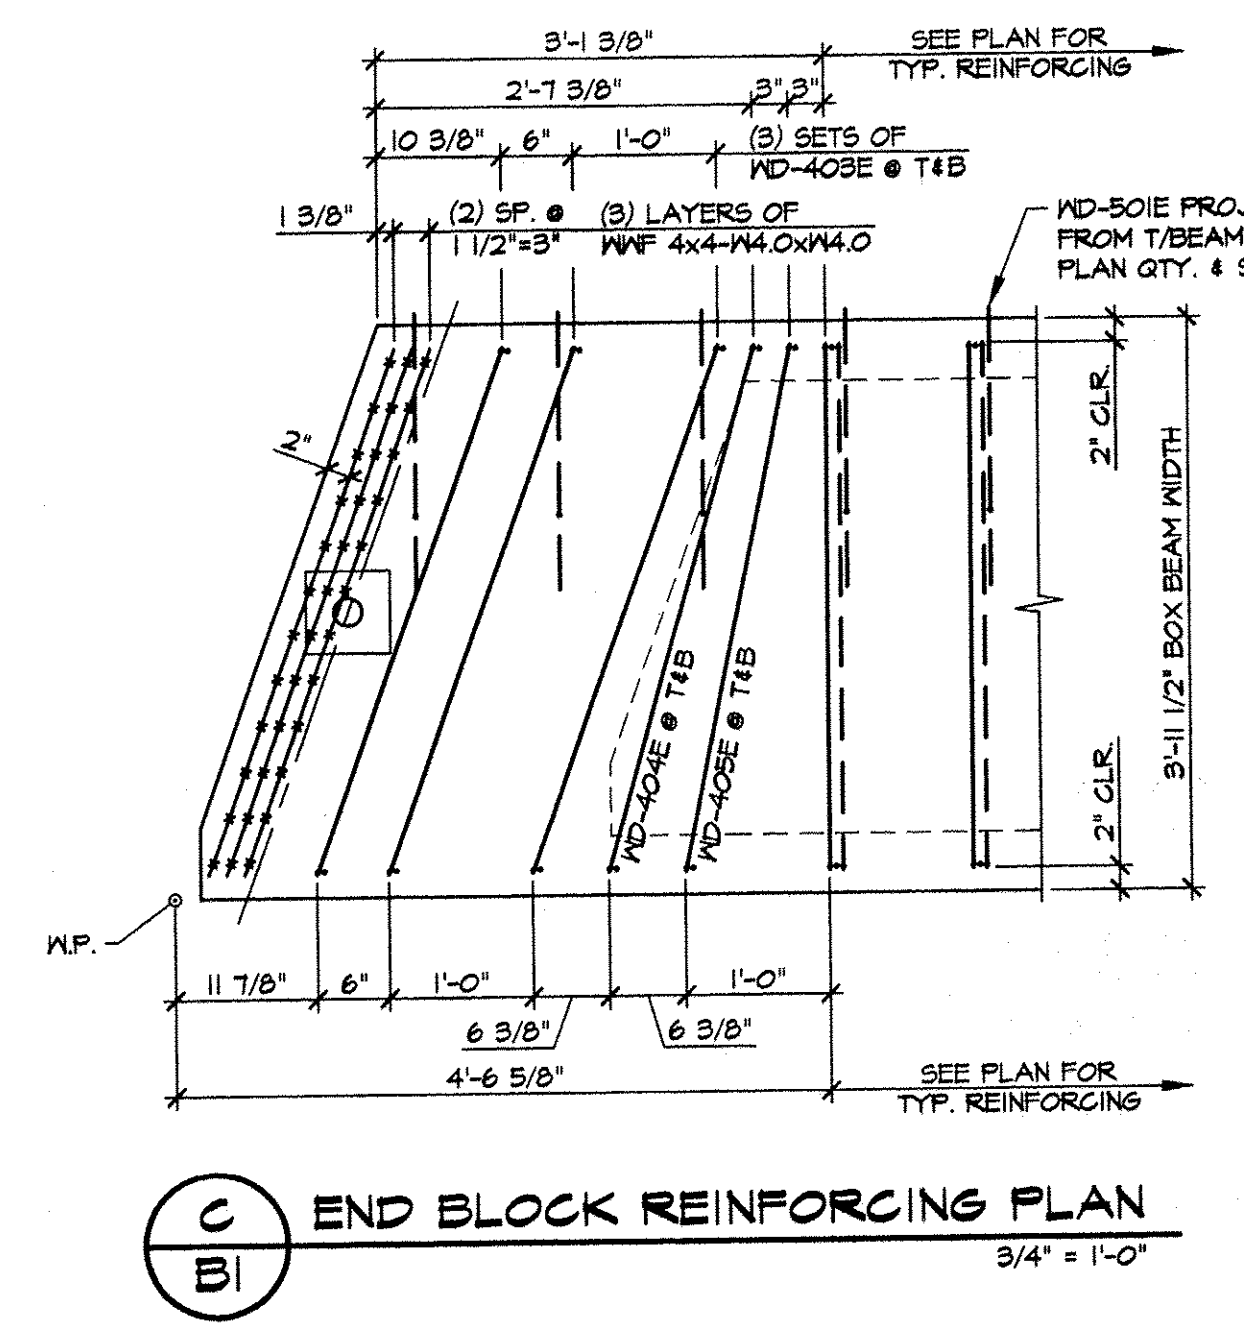 3'-1 3/8"
SEE PLAN FOR
TYP. REINFORCING
2'-7 3/8"
3"
3"
10 3/8"
6"
1'-0"
(3) SETS OF
WD-403E @ T&B
1 3/8"
(2) SP. @
1 1/2"=3"
(3) LAYERS OF
WWF 4x4-W4.0xW4.0
WD-501E PROJ
FROM T/BEAM
PLAN QTY. & S
2"
2" CLR.
3'-11 1/2" BOX BEAM WIDTH
WD-404E @ T&B
WD-405E @ T&B
2" CLR.
W.P.
11 7/8"
6"
1'-0"
6 3/8"
6 3/8"
1'-0"
4'-6 5/8"
SEE PLAN FOR
TYP. REINFORCING
C
B1
END BLOCK REINFORCING PLAN
3/4" = 1'-0"